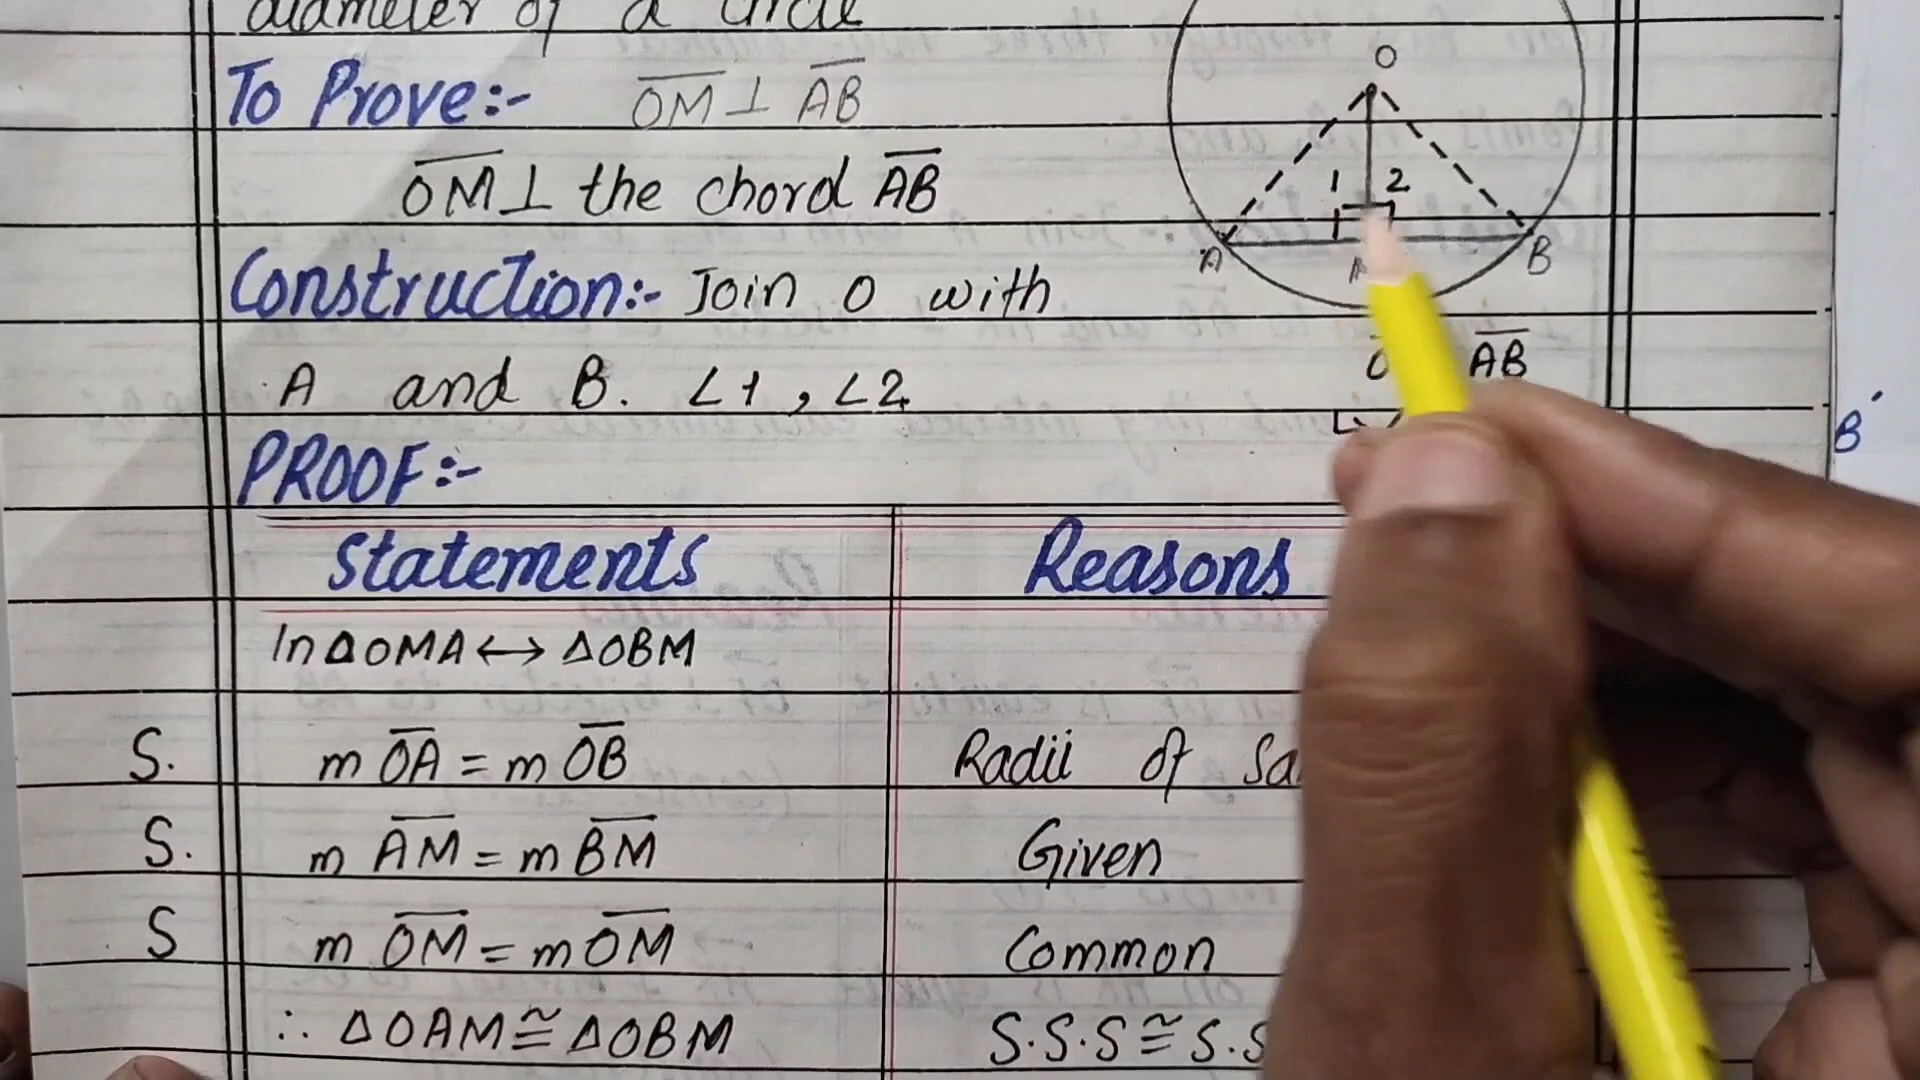 diameter of a circle
To Prove:- OM ⊥ AB
OM ⊥ the chord AB
Construction:- Join O with
A and B. ∠1, ∠2
PROOF:-
Statements Reasons
In ΔOMA ↔ ΔOBM
S. m OA = m OB Radii of
S. m AM = m BM Given
S m OM = m OM Common
∴ ΔOAM ≅ ΔOBM S.S.S ≅ S.S
O
1 2
A B
AB
B